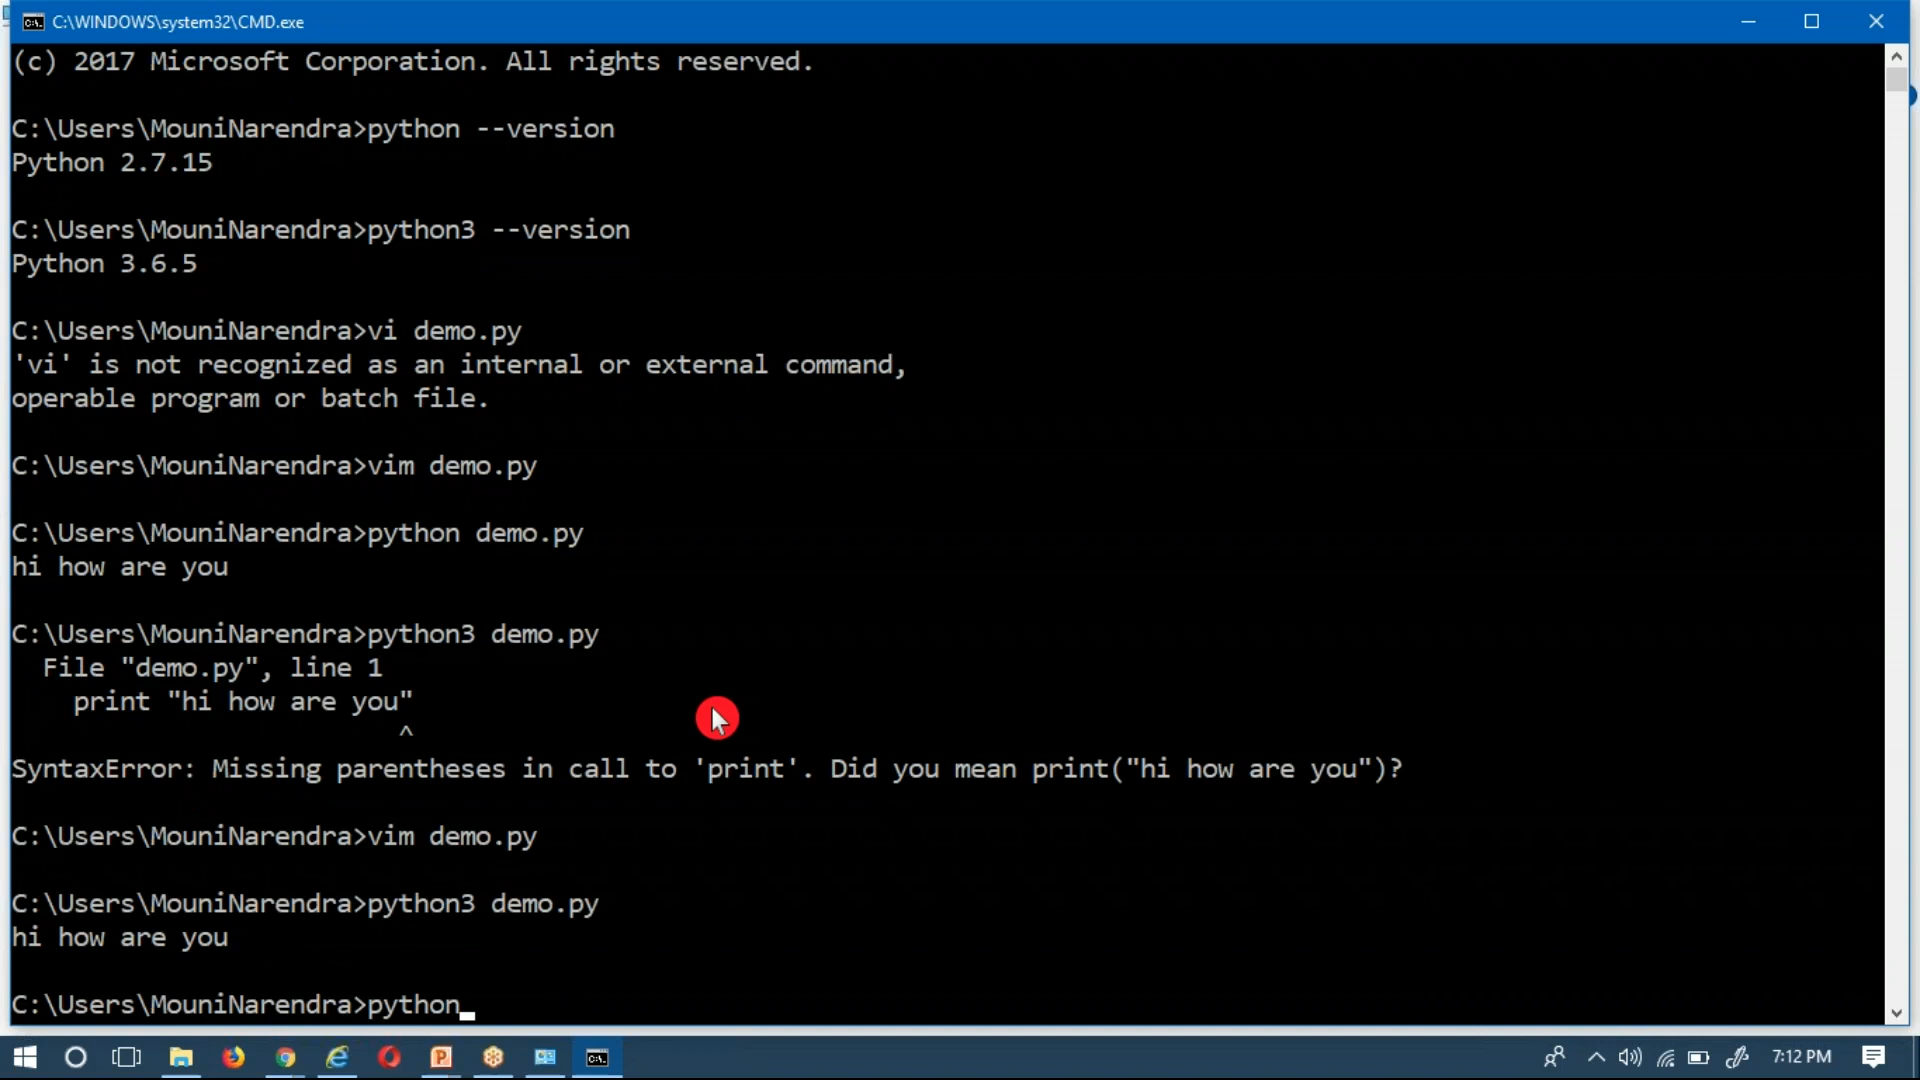 C:\WINDOWS\system32\CMD.exe
(c) 2017 Microsoft Corporation. All rights reserved.
C:\Users\MouniNarendra>python --version
Python 2.7.15
C:\Users\MouniNarendra>python3 --version
Python 3.6.5
C:\Users\MouniNarendra>vi demo.py
'vi' is not recognized as an internal or external command,
operable program or batch file.
C:\Users\MouniNarendra>vim demo.py
C:\Users\MouniNarendra>python demo.py
hi how are you
C:\Users\MouniNarendra>python3 demo.py
File "demo.py", line 1
print "hi how are you"
^
SyntaxError: Missing parentheses in call to 'print'. Did you mean print("hi how are you")?
C:\Users\MouniNarendra>vim demo.py
C:\Users\MouniNarendra>python3 demo.py
hi how are you
C:\Users\MouniNarendra>python
7:12 PM